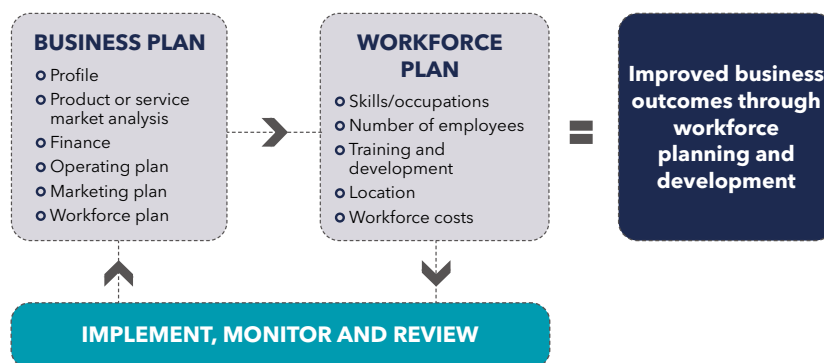 BUSINESS PLAN
Profile
Product or service
market analysis
Finance
Operating plan
Marketing plan
Workforce plan
WORKFORCE
PLAN
Skills/occupations
Number of employees
Training and
development
Location
Workforce costs
=
Improved business
outcomes through
workforce
planning and
development
IMPLEMENT, MONITOR AND REVIEW